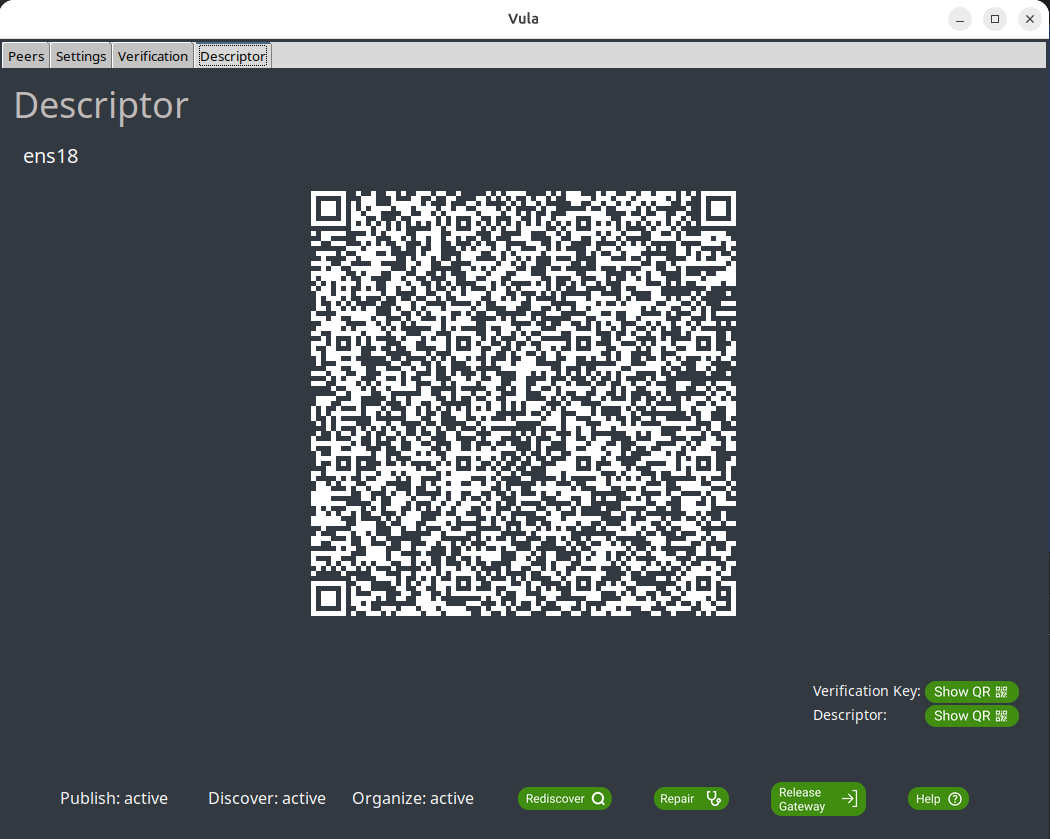 Vula
Peers Settings Verification Descriptor
Descriptor
ens18
Verification Key: Show QR
Descriptor: Show QR
Publish: active Discover: active Organize: active Rediscover Repair Release Gateway Help